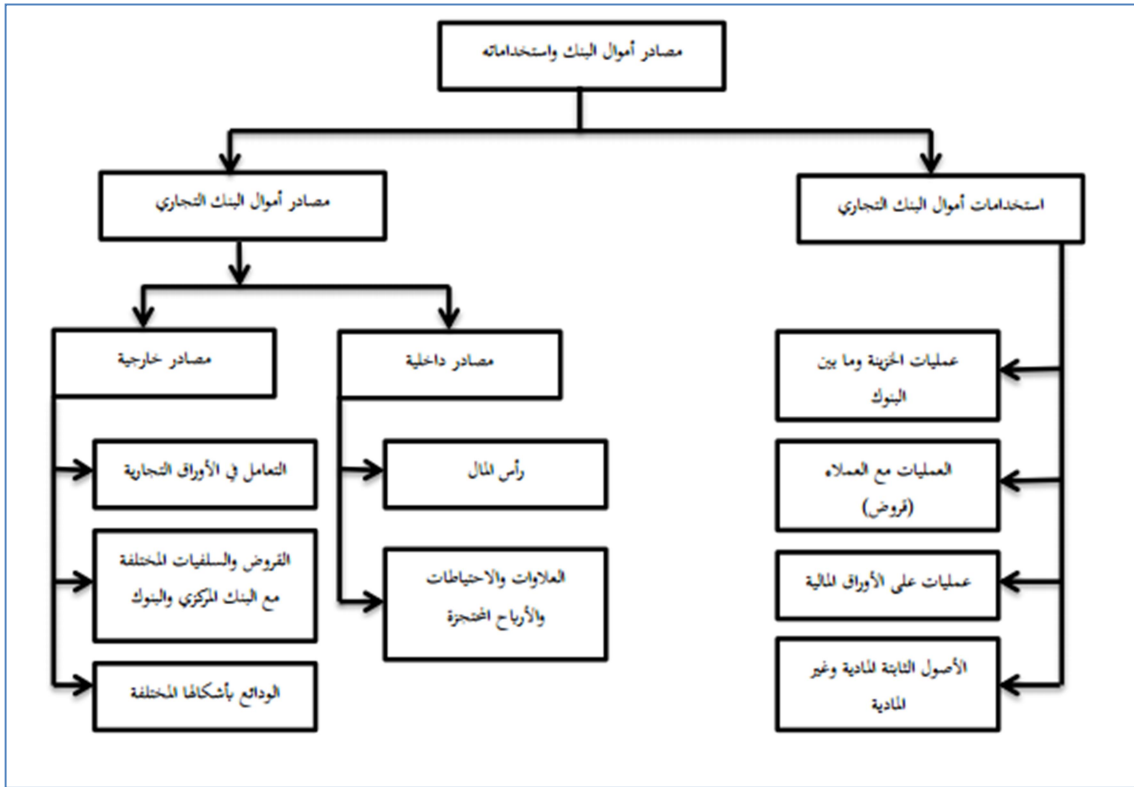 مصادر أموال البنك واستخداماته
استخدامات أموال البنك التجاري
عمليات الخزينة وما بين
البنوك
العمليات مع العملاء
(قروض)
عمليات على الأوراق المالية
الأصول الثابتة المادية وغير
المادية
مصادر أموال البنك التجاري
مصادر داخلية
رأس المال
العلاوات والاحتياطات
والأرباح المحتجزة
مصادر خارجية
التعامل في الأوراق التجارية
القروض والسلفيات المختلفة
مع البنك المركزي والبنوك
الودائع بأشكالها المختلفة